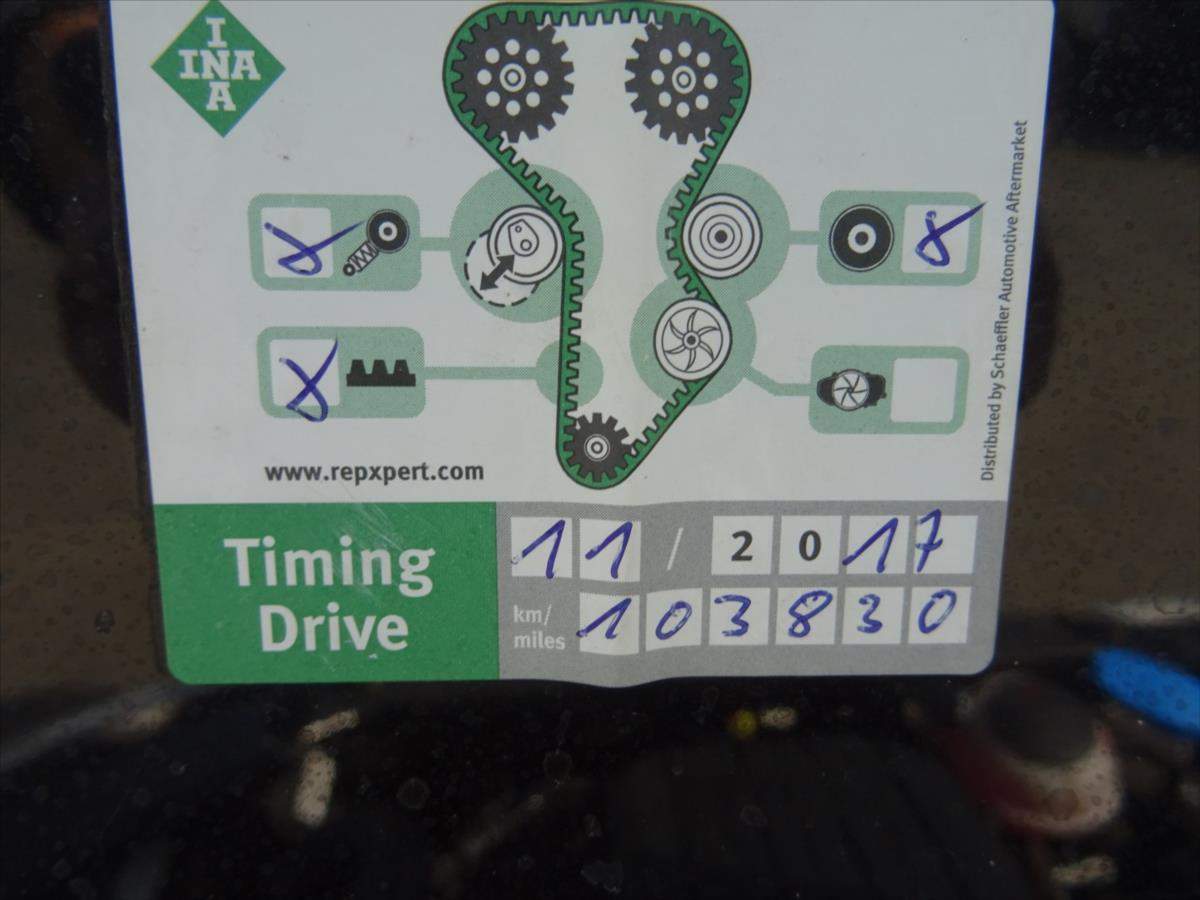 I
INA
A
www.repxpert.com
Distributed by Schaeffler Automotive Aftermarket
Timing
Drive
11 / 2017
km/
miles
103830